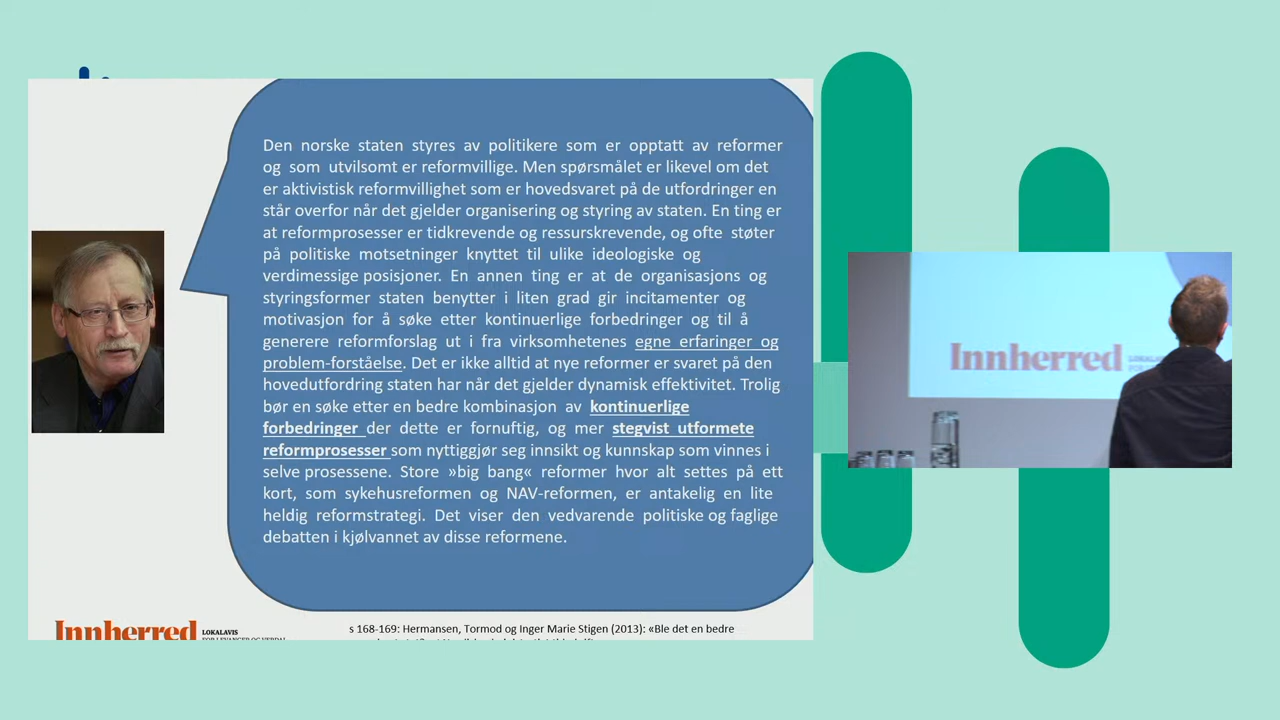 Den norske staten styres av politikere som er opptatt av reformer
og som utvilsomt er reformvillige. Men spørsmålet er likevel om det
er aktivistisk reformvillighet som er hovedsvaret på de utfordringer en
står overfor når det gjelder organisering og styring av staten. En ting er
at reformprosesser er tidkrevende og ressurskrevende, og ofte støter
på politiske motsetninger knyttet til ulike ideologiske og
verdimessige posisjoner. En annen ting er at de organisasjons og
styringsformer staten benytter i liten grad gir incitamenter og
motivasjon for å søke etter kontinuerlige forbedringer og til å
generere reformforslag ut i fra virksomhetenes egne erfaringer og
problem-forståelse. Det er ikke alltid at nye reformer er svaret på den
hovedutfordring staten har når det gjelder dynamisk effektivitet. Trolig
bør en søke etter en bedre kombinasjon av kontinuerlige
forbedringer der dette er fornuftig, og mer stegvist utformete
reformprosesser som nyttiggjør seg innsikt og kunnskap som vinnes i
selve prosessene. Store »big bang« reformer hvor alt settes på ett
kort, som sykehusreformen og NAV-reformen, er antakelig en lite
heldig reformstrategi. Det viser den vedvarende politiske og faglige
debatten i kjølvannet av disse reformene.
Innherred LOKALAVIS
s 168-169: Hermansen, Tormod og Inger Marie Stigen (2013): «Ble det en bedre
Innherred